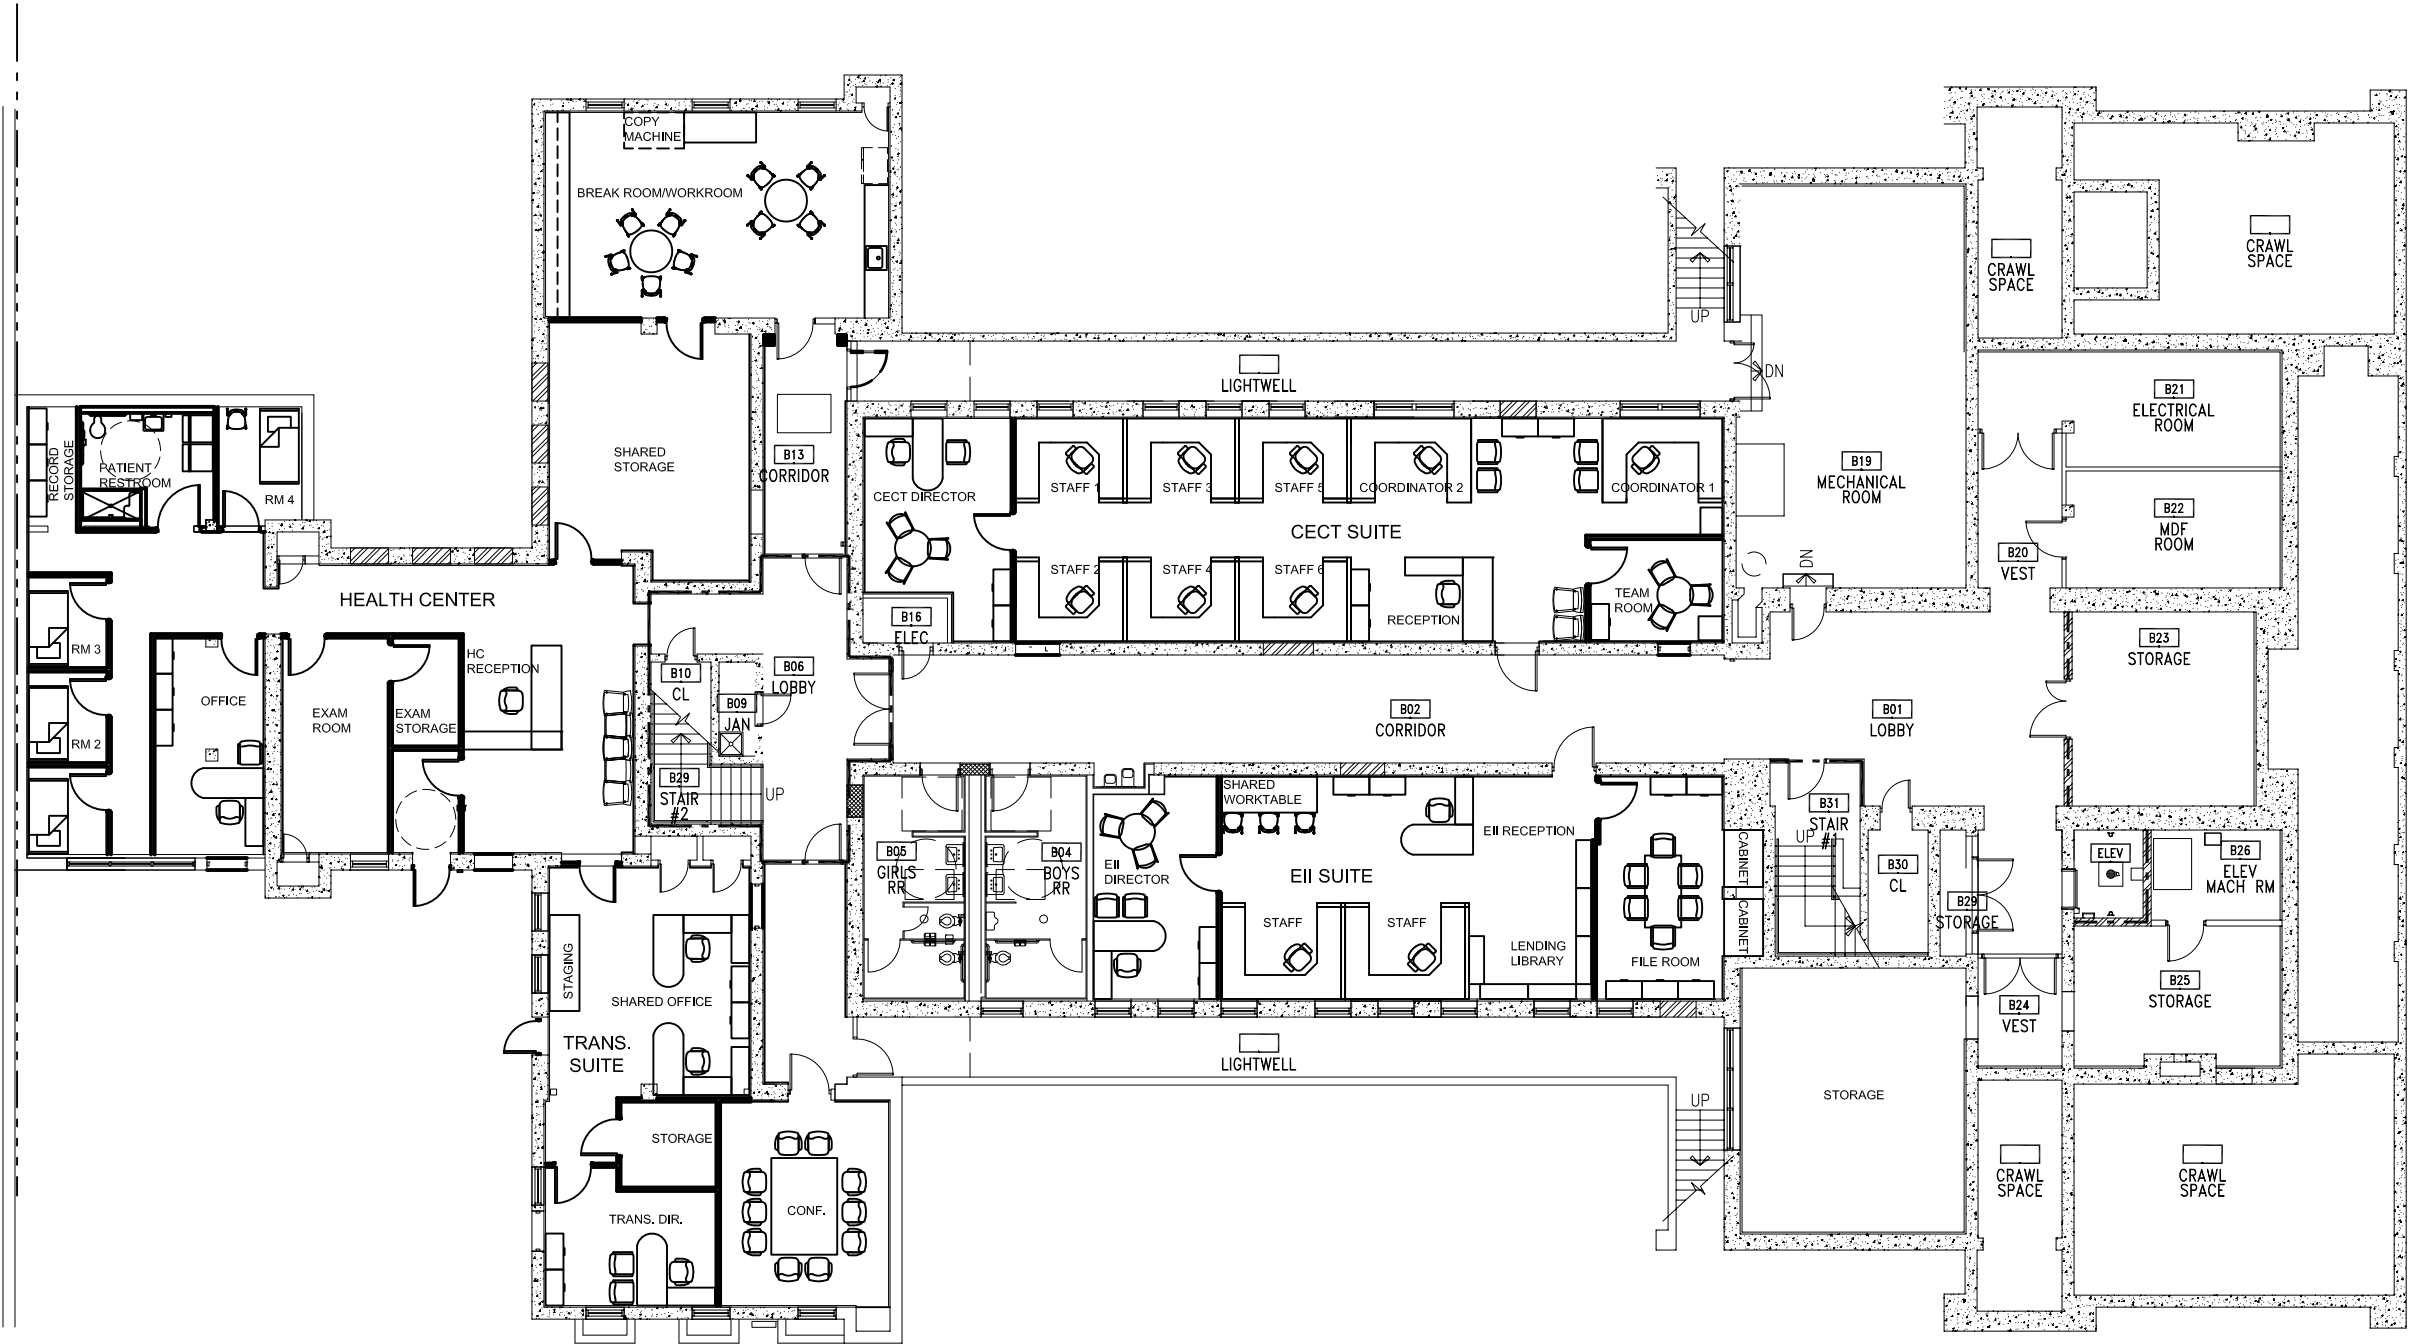 COPY
MACHINE
BREAK ROOM/WORKROOM
CRAWL
SPACE
CRAWL
SPACE
UP
DN
LIGHTWELL
B21
ELECTRICAL
ROOM
RECORD
STORAGE
PATIENT
RESTROOM
RM 4
SHARED
STORAGE
B13
CORRIDOR
CECT DIRECTOR
STAFF 1
STAFF 3
STAFF 5
COORDINATOR 2
COORDINATOR 1
B19
MECHANICAL
ROOM
B22
MDF
ROOM
CECT SUITE
B20
VEST
DN
STAFF 2
STAFF 4
STAFF 6
TEAM
ROOM
RECEPTION
HEALTH CENTER
B16
ELEC
B23
STORAGE
RM 3
HC
RECEPTION
B10
CL
B06
LOBBY
OFFICE
EXAM
ROOM
EXAM
STORAGE
B09
JAN
B02
CORRIDOR
B01
LOBBY
RM 2
B29
STAIR
#2
UP
SHARED
WORKTABLE
EII RECEPTION
B31
STAIR
#1
UP
CABINET
CABINET
B05
GIRLS
RR
B04
BOYS
RR
EII
DIRECTOR
EII SUITE
B30
CL
ELEV
B26
ELEV
MACH RM
B29
STORAGE
STAFF
STAFF
LENDING
LIBRARY
FILE ROOM
STAGING
SHARED OFFICE
B25
STORAGE
B24
VEST
TRANS.
SUITE
LIGHTWELL
STORAGE
UP
STORAGE
CRAWL
SPACE
CRAWL
SPACE
CONF.
TRANS. DIR.